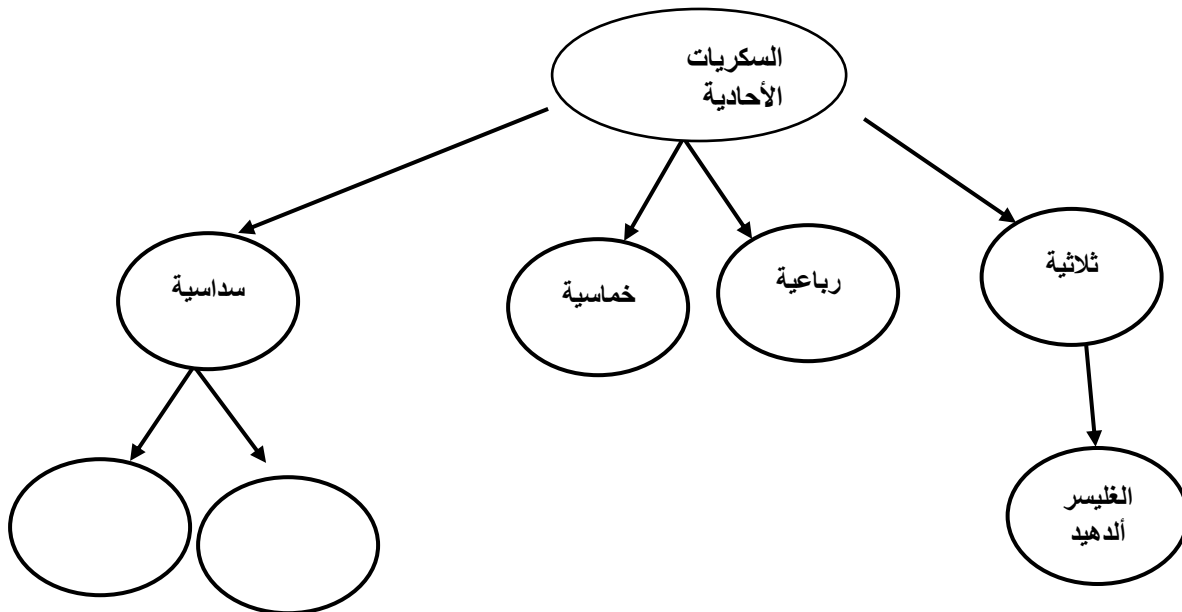 السكريات
الأحادية
ثلاثية
رباعية
خماسية
سداسية
الغليسر
ألدهيد